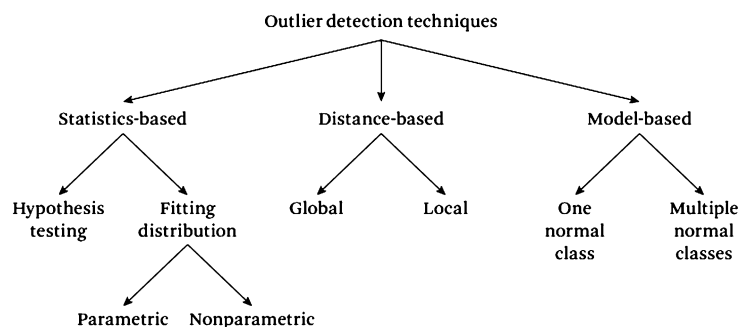 Outlier detection techniques
Statistics-based
Distance-based
Model-based
Hypothesis
testing
Fitting
distribution
Global
Local
One
normal
class
Multiple
normal
classes
Parametric
Nonparametric